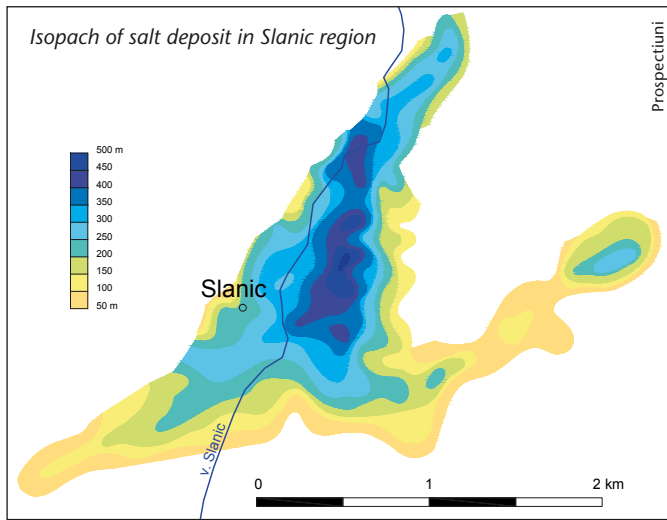 Isopach of salt deposit in Slanic region
Prospectiuni
500 m
450
400
350
300
250
200
150
100
50 m
Slanic
v. Slanic
0 1 2 km